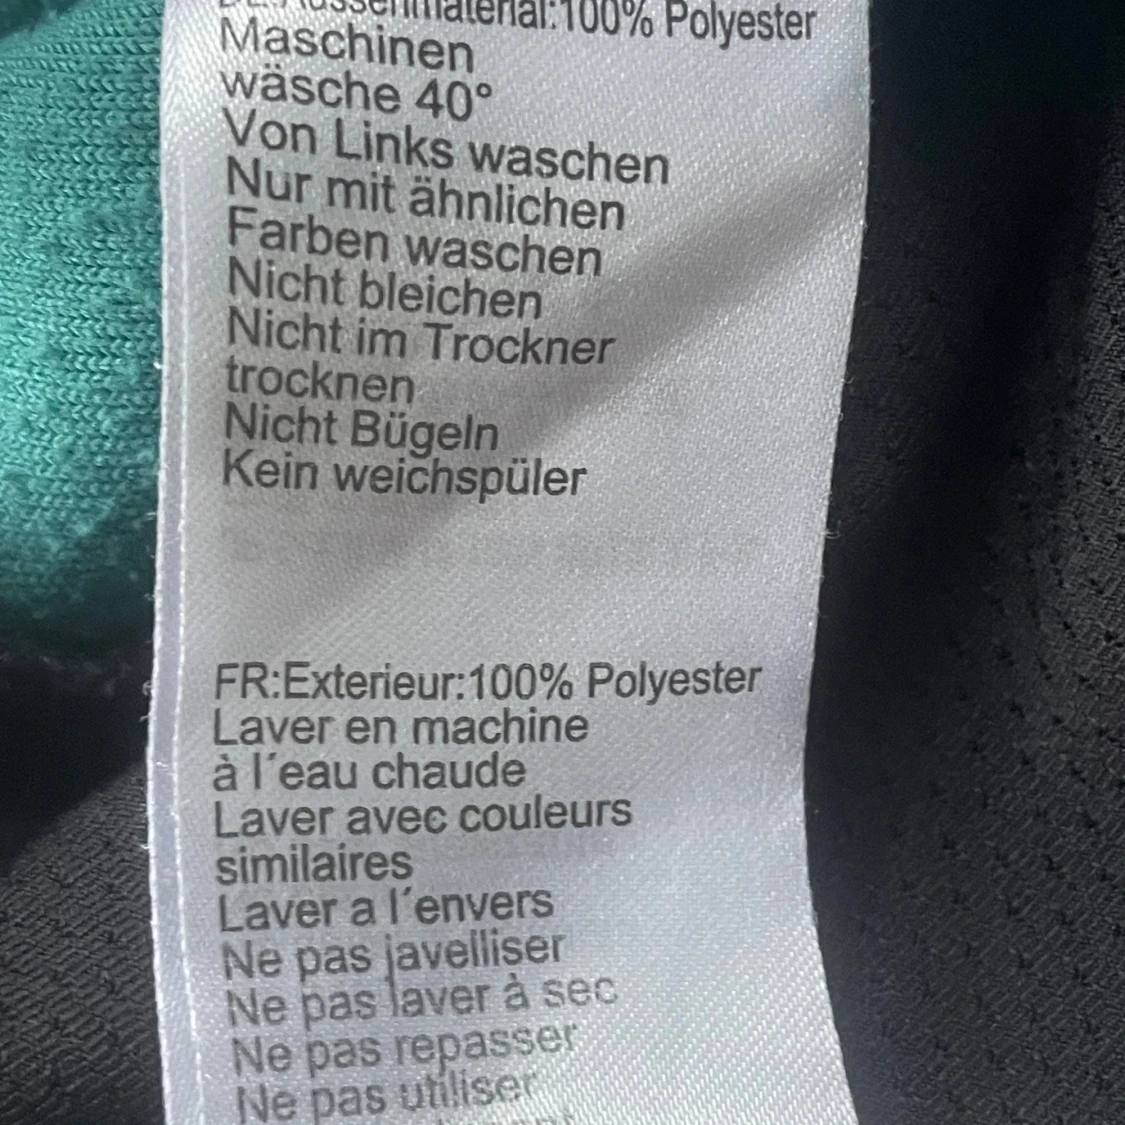 100% Polyester
Maschinen
wäsche 40°
Von Links waschen
Nur mit ähnlichen
Farben waschen
Nicht bleichen
Nicht im Trockner
trocknen
Nicht Bügeln
Kein weichspüler
FR:Exterieur:100% Polyester
Laver en machine
à l´eau chaude
Laver avec couleurs
similaires
Laver a l´envers
Ne pas javelliser
Ne pas laver à sec
Ne pas repasser
Ne pas utiliser